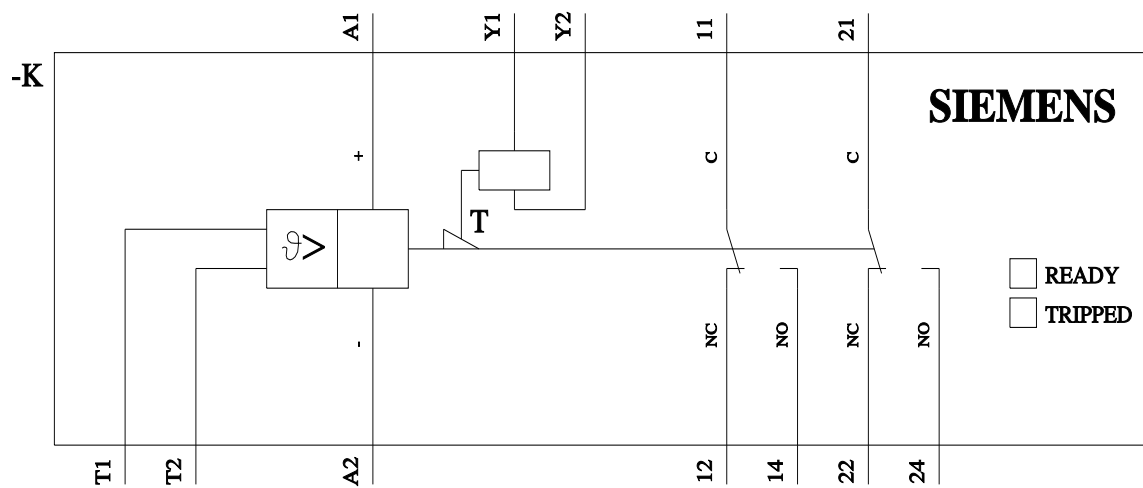 A1
Y1
Y2
11
21
-K
SIEMENS
+
C
C
T
ϑ>
READY
TRIPPED
-
NC
NO
NC
NO
T1
T2
A2
12
14
22
24